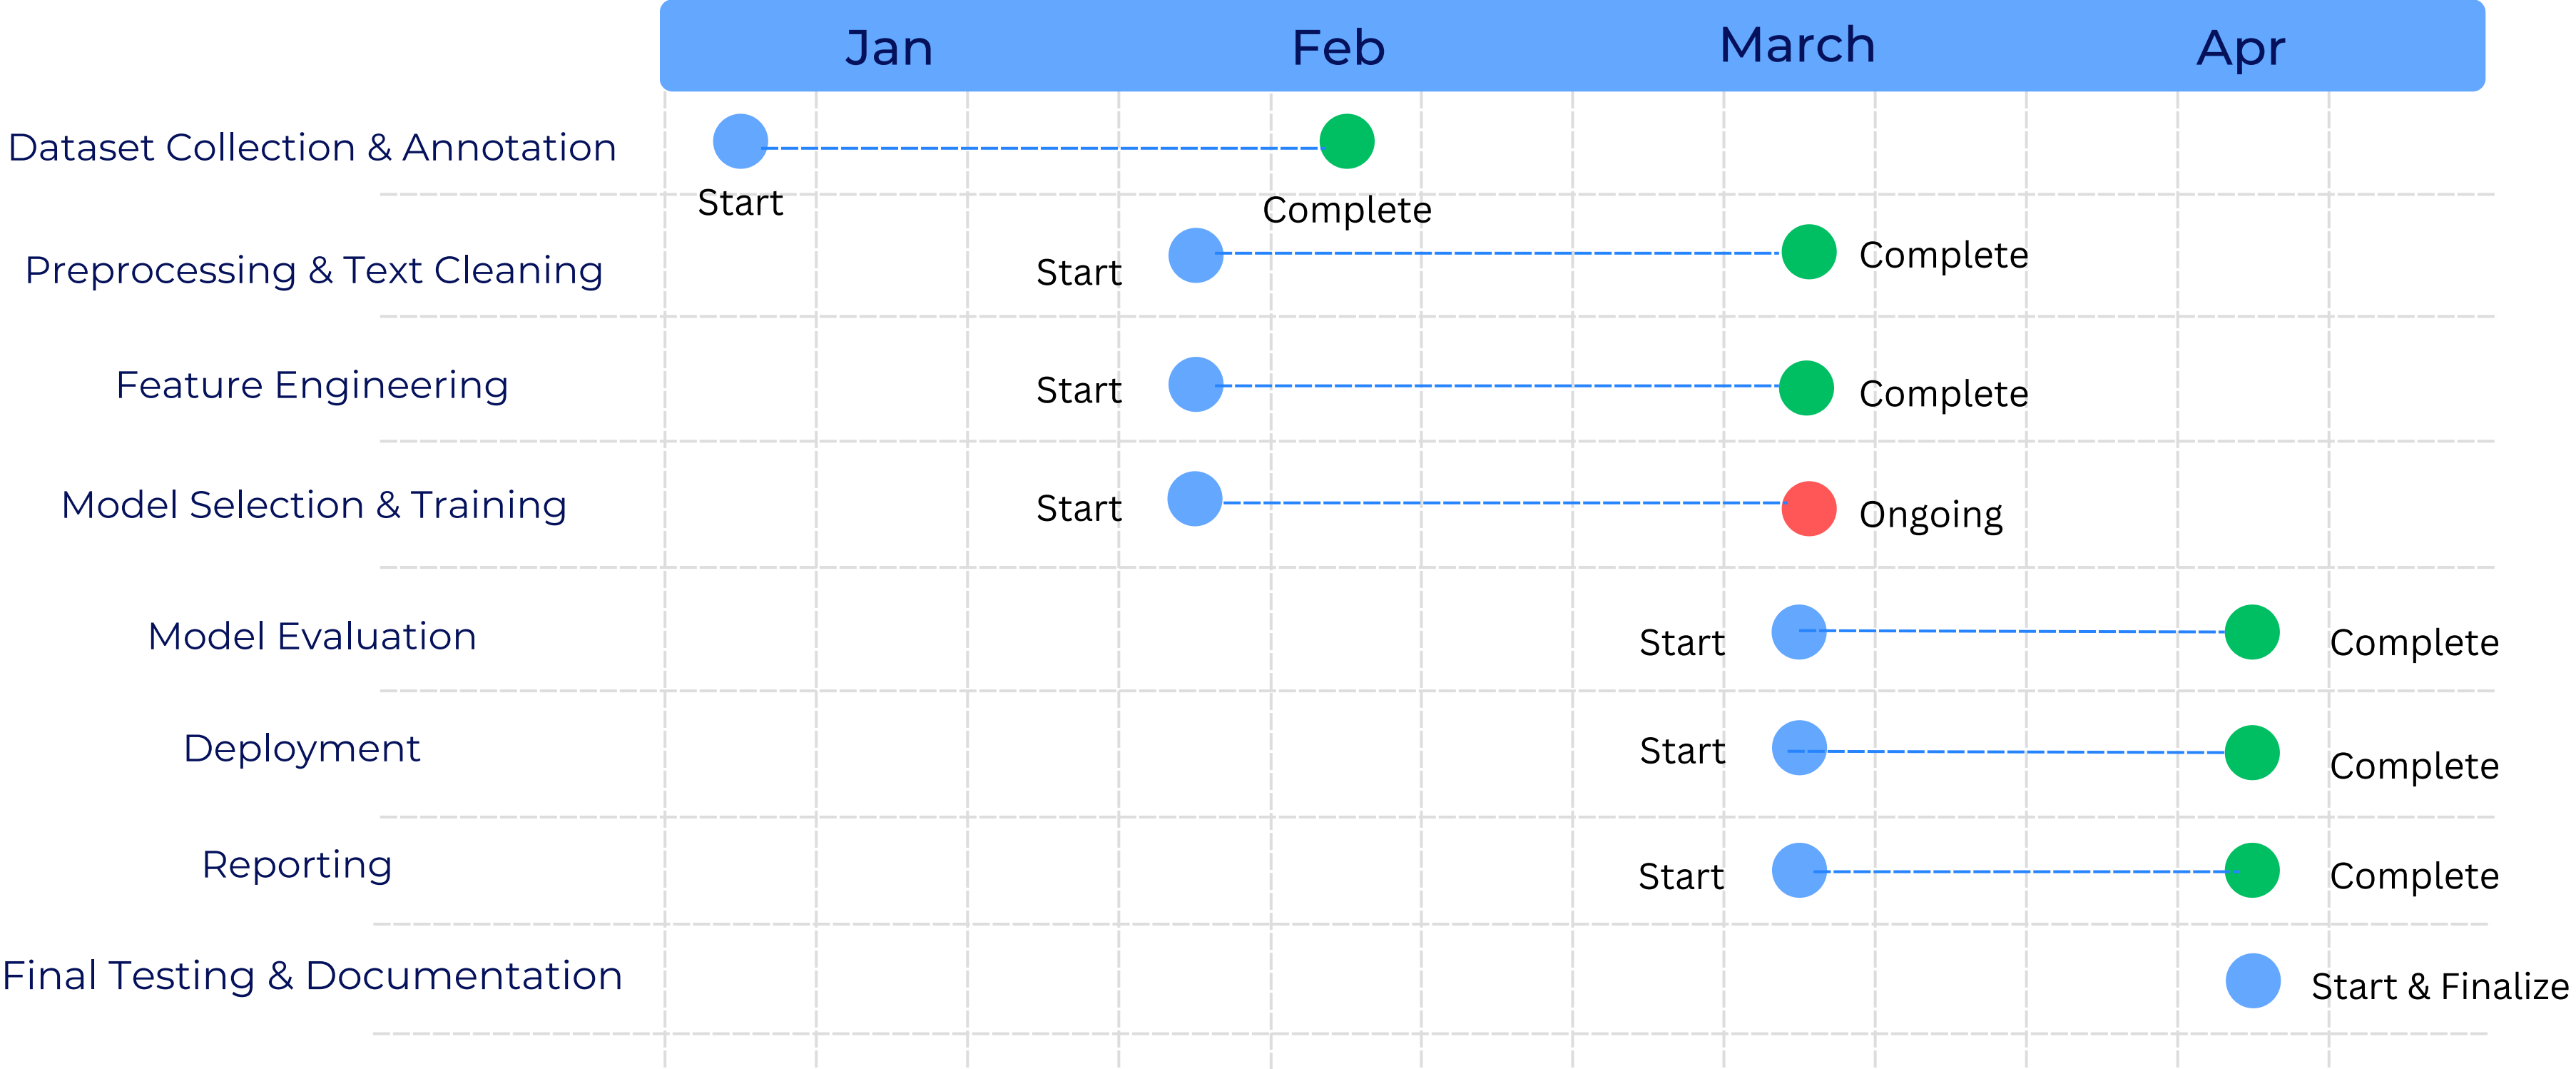 Jan
Feb
March
Apr
Dataset Collection & Annotation
Start
Complete
Preprocessing & Text Cleaning
Start
Complete
Feature Engineering
Start
Complete
Model Selection & Training
Start
Ongoing
Model Evaluation
Start
Complete
Deployment
Start
Complete
Reporting
Start
Complete
Final Testing & Documentation
Start & Finalize